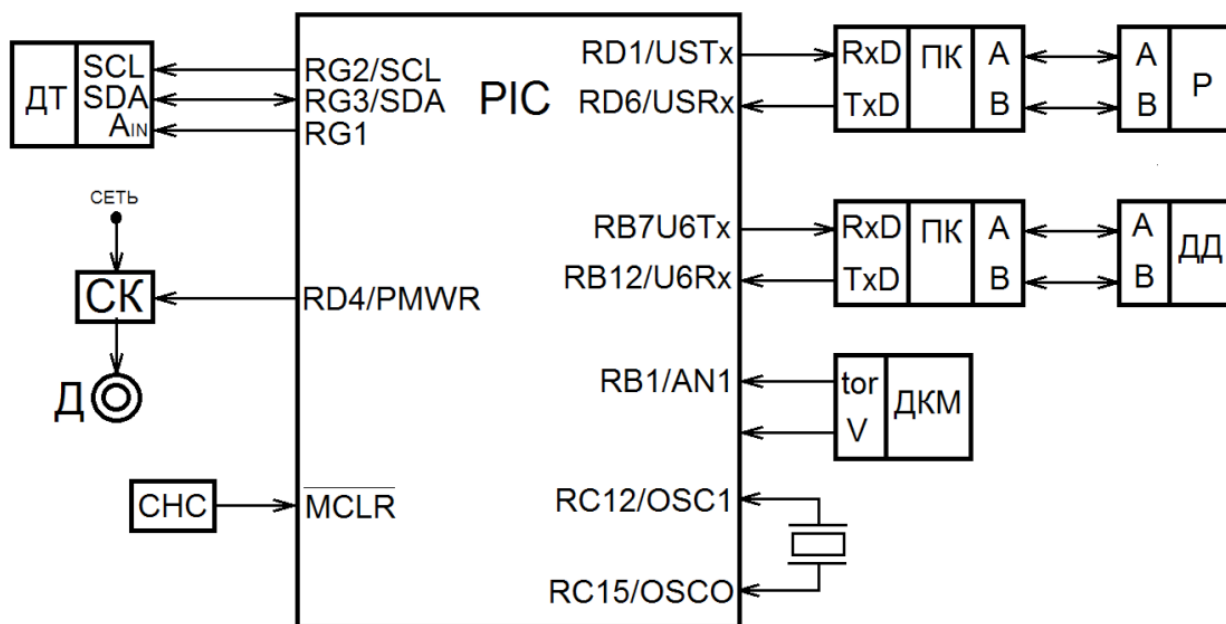 ДТ
SCL
SDA
AIN
RG2/SCL
RG3/SDA
RG1
PIC
RD1/USTx
RD6/USRx
RxD
TxD
ПК
A
B
A
B
Р
СЕТЬ
СК
Д
RD4/PMWR
RB7U6Tx
RB12/U6Rx
RxD
TxD
ПК
A
B
A
B
ДД
RB1/AN1
tor
V
ДКМ
СНС
MCLR
RC12/OSC1
RC15/OSCO